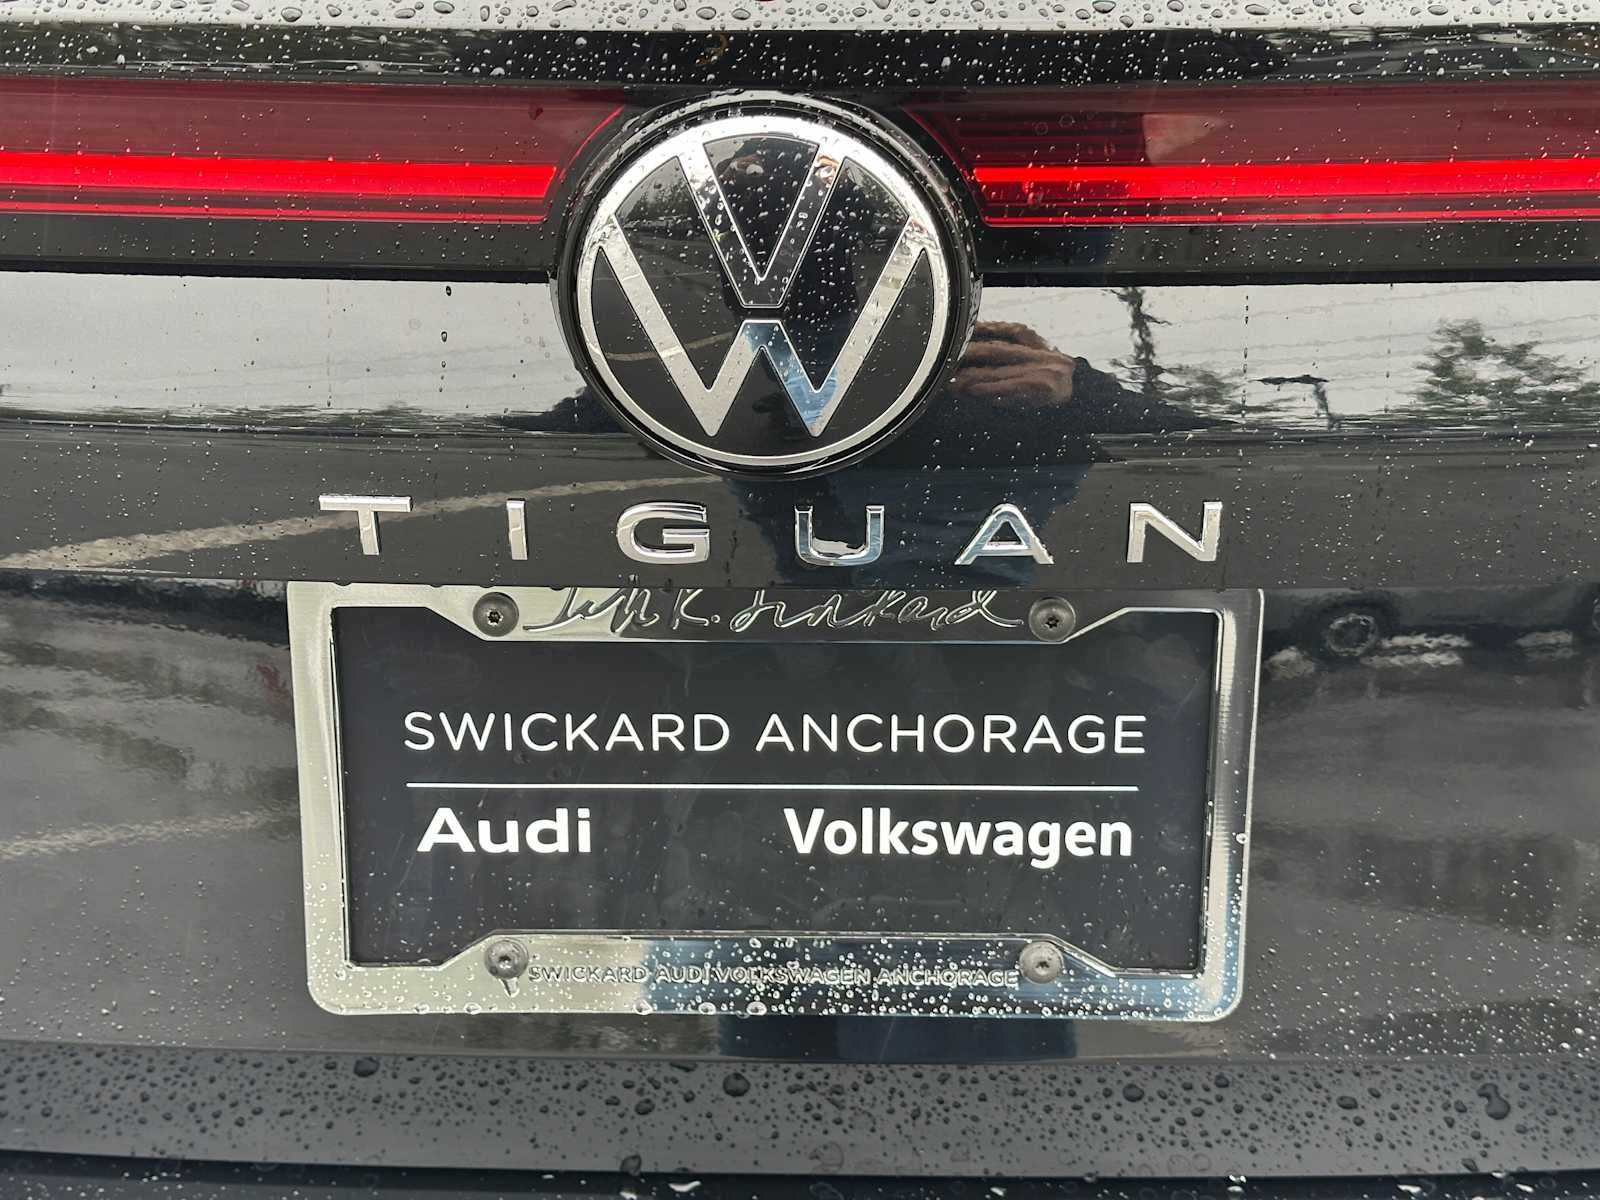 TIGUAN
SWICKARD ANCHORAGE
Audi Volkswagen
SWICKARD AUDI VOLKSWAGEN ANCHORAGE